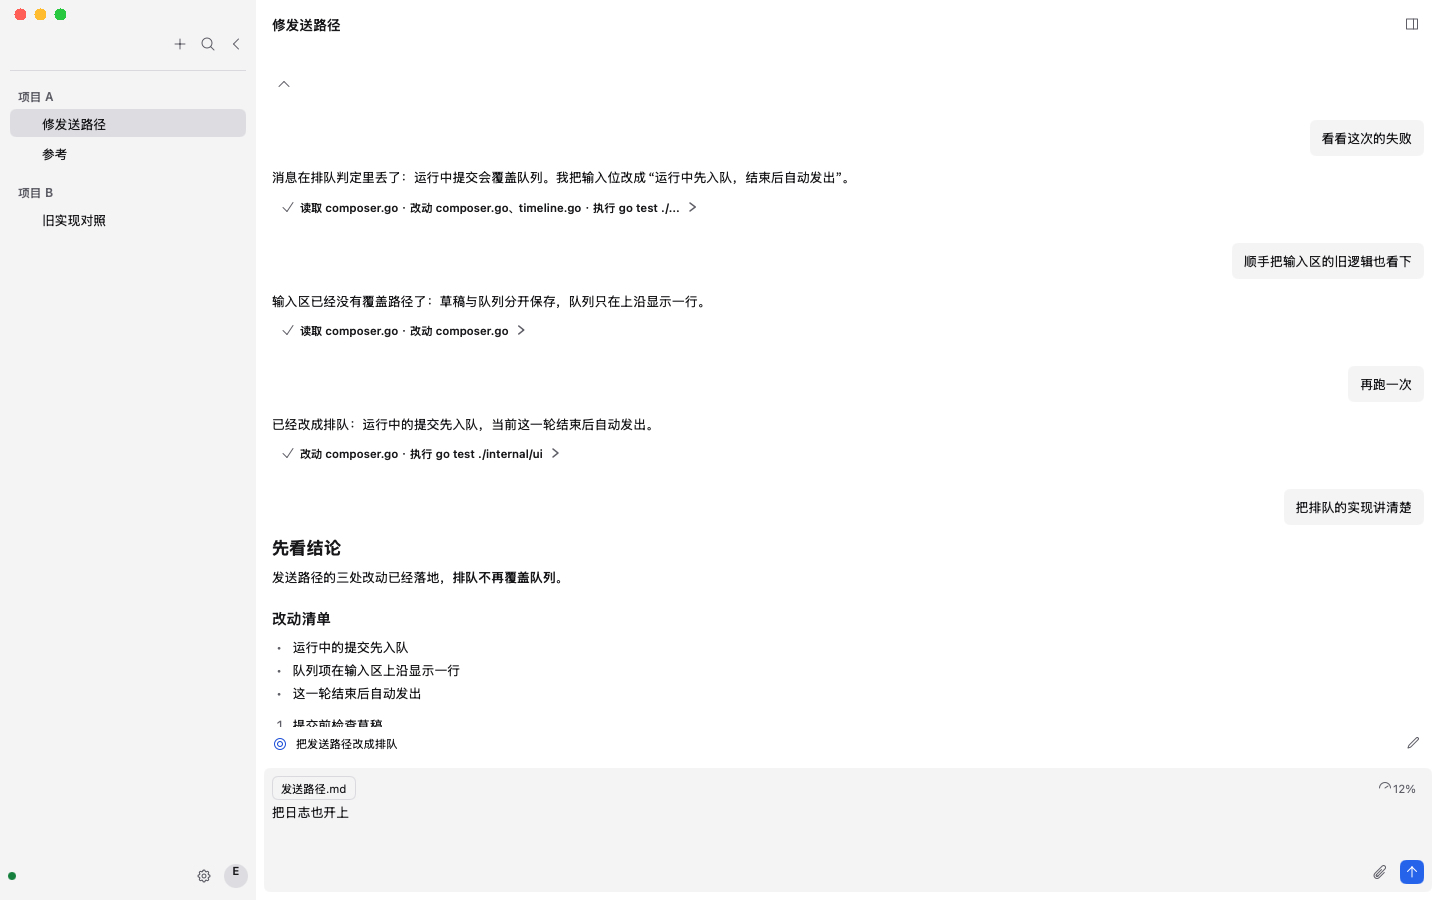 修发送路径
项目 A
修发送路径
参考
项目 B
旧实现对照
E
看看这次的失败
消息在排队判定里丢了：运行中提交会覆盖队列。我把输入位改成“运行中先入队，结束后自动发出”。
读取 composer.go · 改动 composer.go、timeline.go · 执行 go test ./...
顺手把输入区的旧逻辑也看下
输入区已经没有覆盖路径了：草稿与队列分开保存，队列只在上沿显示一行。
读取 composer.go · 改动 composer.go
再跑一次
已经改成排队：运行中的提交先入队，当前这一轮结束后自动发出。
改动 composer.go · 执行 go test ./internal/ui
把排队的实现讲清楚
先看结论
发送路径的三处改动已经落地，排队不再覆盖队列。
改动清单
• 运行中的提交先入队
• 队列项在输入区上沿显示一行
• 这一轮结束后自动发出
1 提交前检查草稿
把发送路径改成排队
发送路径.md
12%
把日志也开上